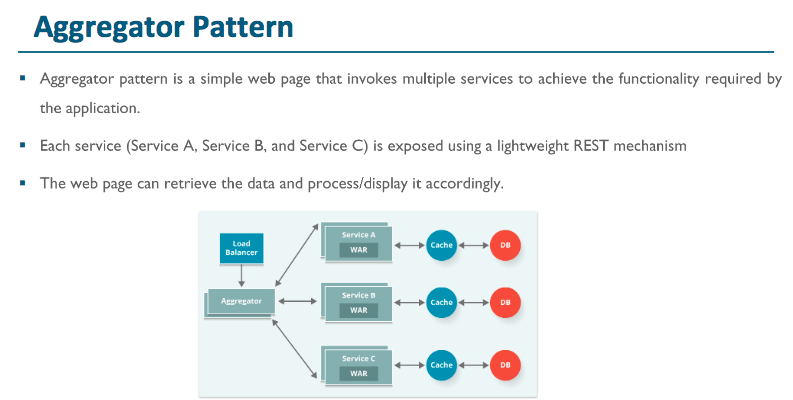 Aggregator Pattern
▪ Aggregator pattern is a simple web page that invokes multiple services to achieve the functionality required by
the application.
▪ Each service (Service A, Service B, and Service C) is exposed using a lightweight REST mechanism
▪ The web page can retrieve the data and process/display it accordingly.
Load
Balancer
Aggregator
Service A
WAR
Cache
DB
Service B
WAR
Cache
DB
Service C
WAR
Cache
DB